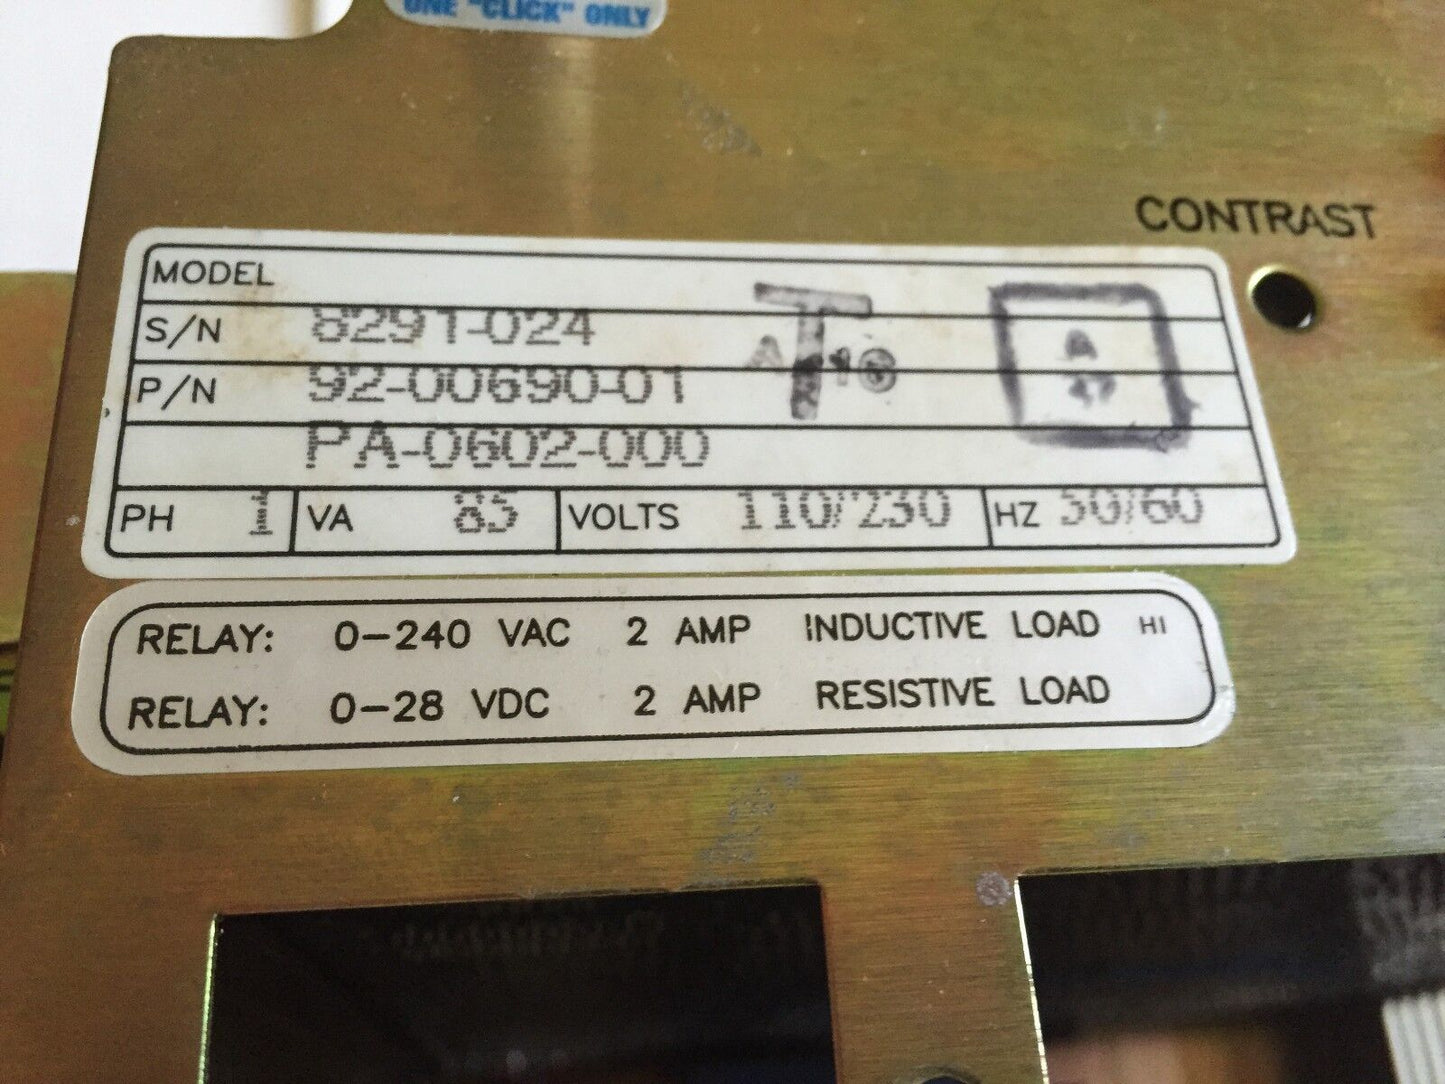 ONE "CLICK" ONLY
CONTRAST
MODEL
S/N 8291-024
P/N 92-00690-01
PA-0602-000
T
A
PH 1 VA 85 VOLTS 110/230 HZ 50/60
RELAY: 0-240 VAC 2 AMP INDUCTIVE LOAD HI
RELAY: 0-28 VDC 2 AMP RESISTIVE LOAD